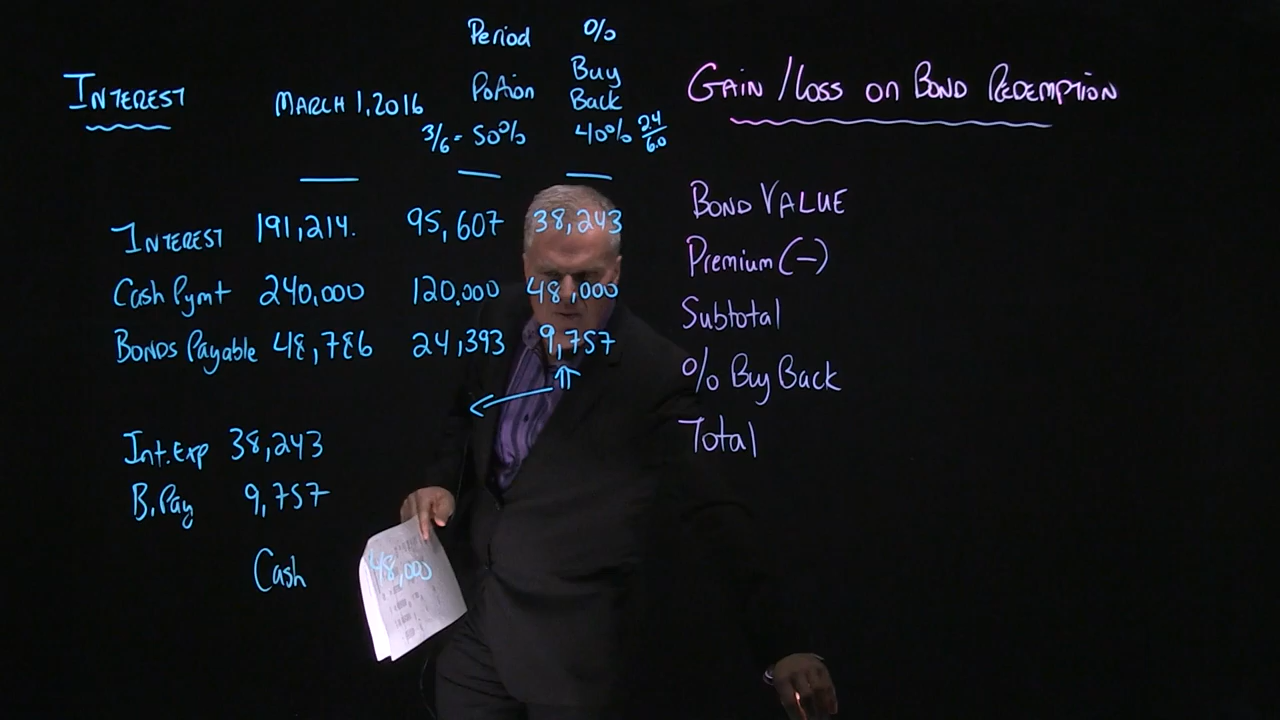 INTEREST
MARCH 1, 2016
Period
Potion
3/6 = 50%
%
Buy
Back
40% 24/60
INTEREST 191,214. 95,607 38,243
Cash Pymt 240,000 120,000 48,000
BONDS Payable 48,786 24,393 9,757
Int. Exp 38,243
B. Pay 9,757
Cash 48,000
GAIN / LOSS ON BOND REDEMPTION
BOND VALUE
Premium (-)
Subtotal
% Buy Back
Total